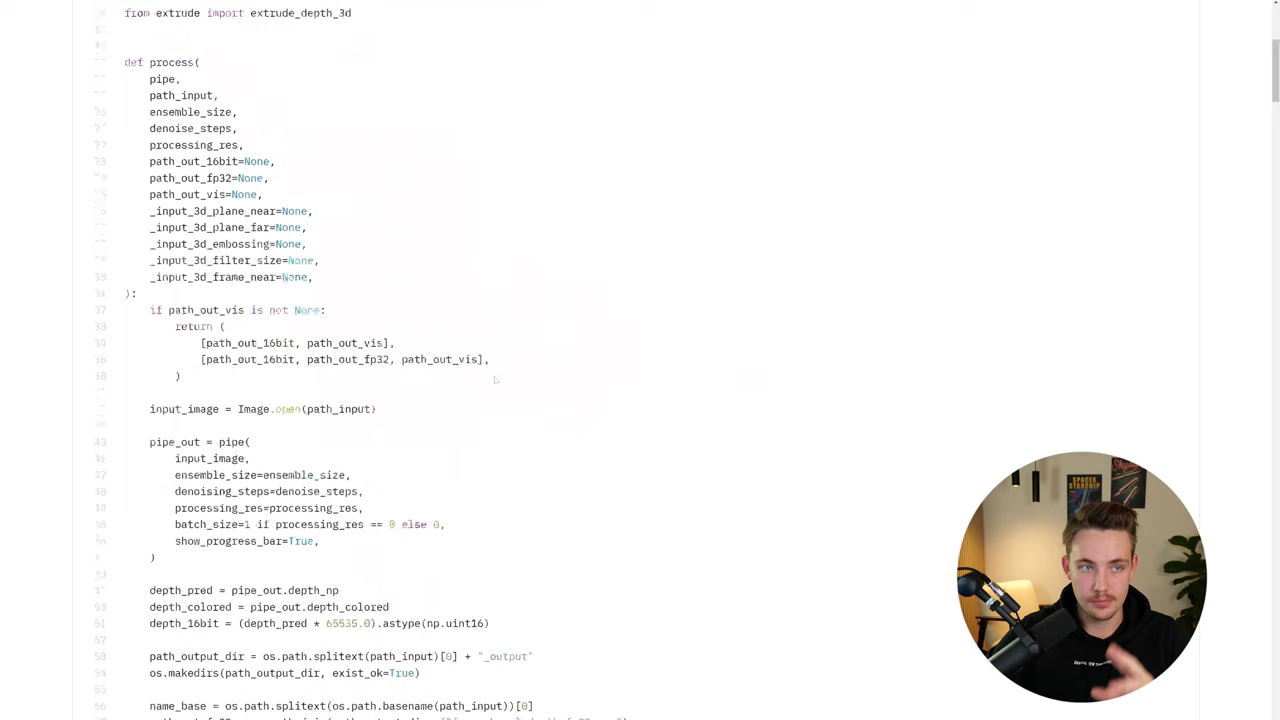 from extrude import extrude_depth_3d
def process(
pipe,
path_input,
ensemble_size,
denoise_steps,
processing_res,
path_out_16bit=None,
path_out_fp32=None,
path_out_vis=None,
_input_3d_plane_near=None,
_input_3d_plane_far=None,
_input_3d_embossing=None,
_input_3d_filter_size=None,
_input_3d_frame_near=None,
):
if path_out_vis is not None:
return (
[path_out_16bit, path_out_vis],
[path_out_16bit, path_out_fp32, path_out_vis],
)
input_image = Image.open(path_input)
pipe_out = pipe(
input_image,
ensemble_size=ensemble_size,
denoising_steps=denoise_steps,
processing_res=processing_res,
batch_size=1 if processing_res == 0 else 0,
show_progress_bar=True,
)
depth_pred = pipe_out.depth_np
depth_colored = pipe_out.depth_colored
depth_16bit = (depth_pred * 65535.0).astype(np.uint16)
path_output_dir = os.path.splitext(path_input)[0] + "_output"
os.makedirs(path_output_dir, exist_ok=True)
name_base = os.path.splitext(os.path.basename(path_input))[0]
SPACEX
STARSHIP